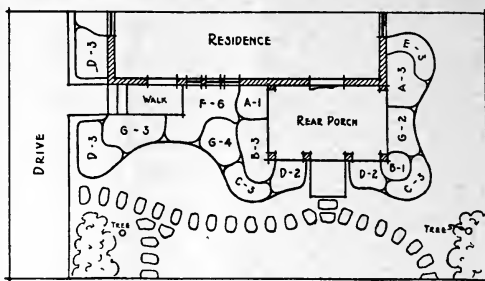 RESIDENCE
D-3
E-3
A-3
WALK
F-6
A-1
REAR PORCH
G-2
G-3
D-3
G-4
B-3
B-1
C-3
D-2
D-2
C-3
DRIVE
TREE
TREE